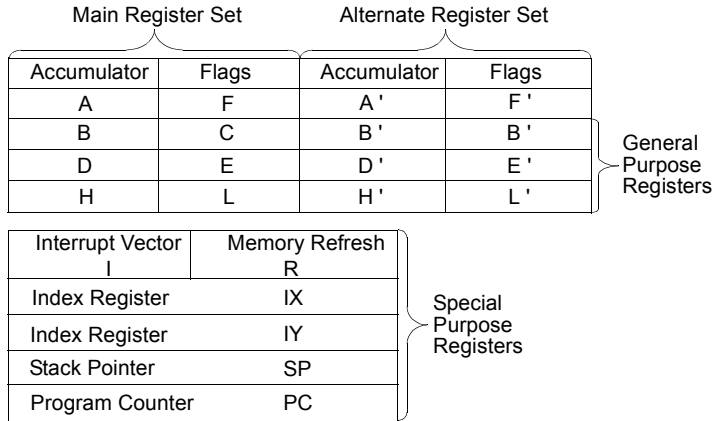 Main Register Set Alternate Register Set
Accumulator Flags Accumulator Flags
A F A ' F '
B C B ' B '
D E D ' E '
H L H ' L '
General
Purpose
Registers
Interrupt Vector Memory Refresh
I R
Index Register IX
Index Register IY
Stack Pointer SP
Program Counter PC
Special
Purpose
Registers